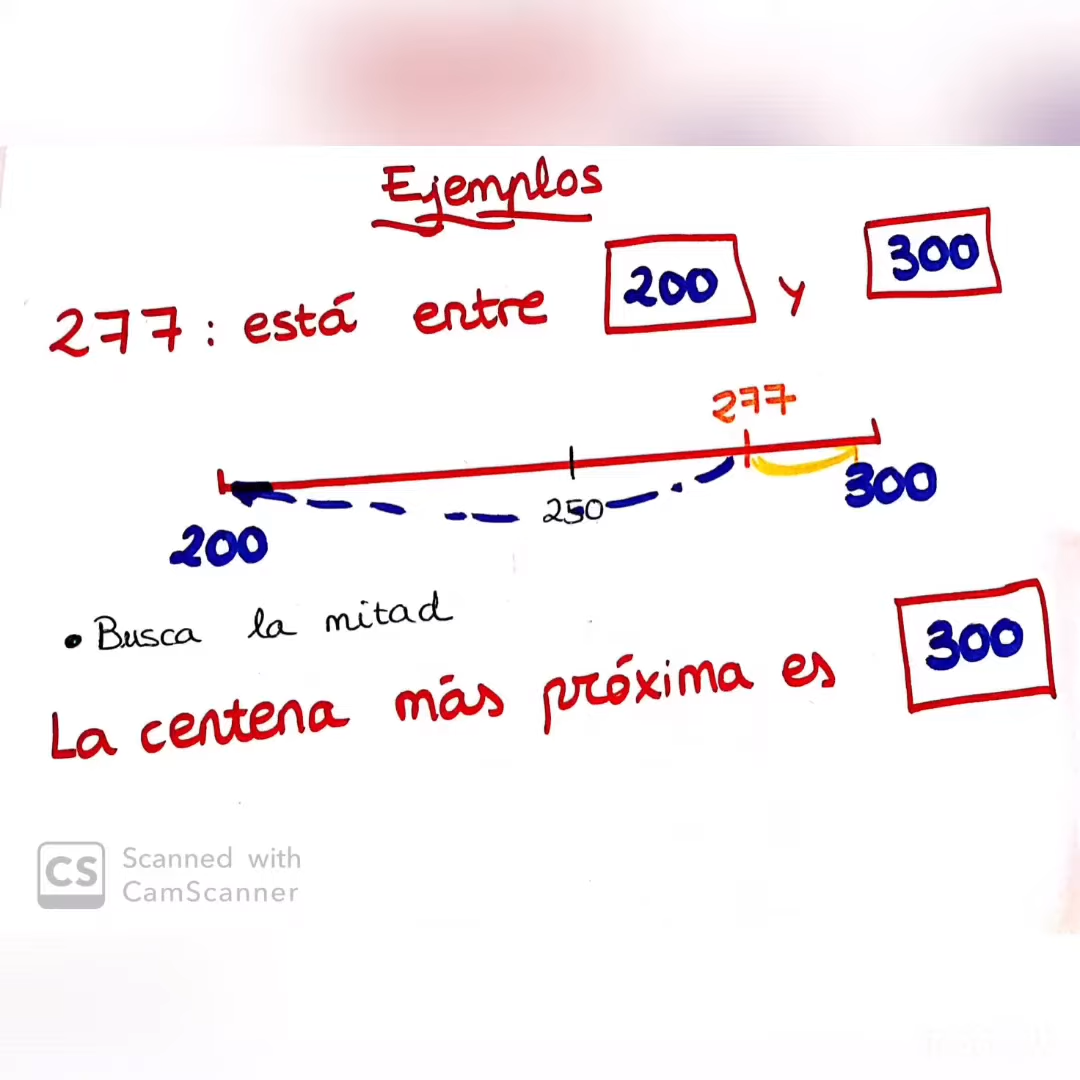 Ejemplos
277: está entre 200 y 300
277
200 250 300
• Busca la mitad
La centena más próxima es 300
CS Scanned with
CamScanner